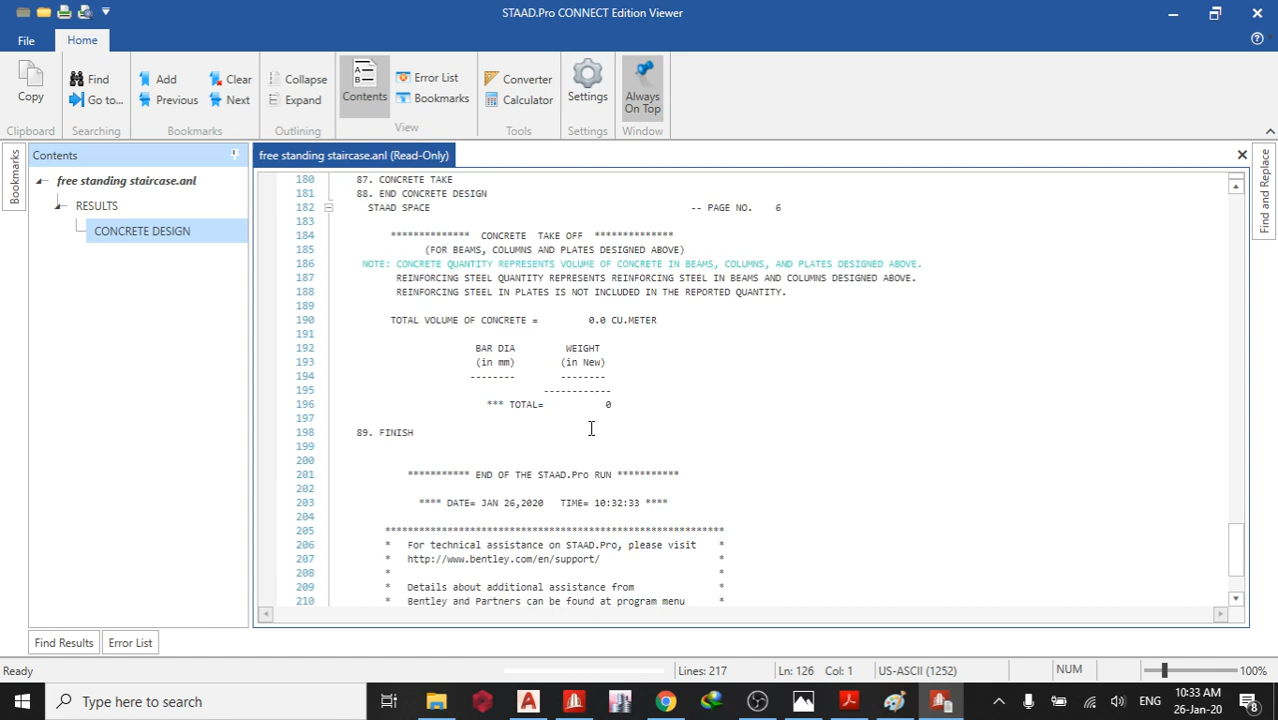 STAAD.Pro CONNECT Edition Viewer
File
Home
Copy
Find
Go to...
Add
Previous
Clear
Next
Collapse
Expand
Contents
Error List
Bookmarks
Converter
Calculator
Settings
Always
On Top
Clipboard
Searching
Bookmarks
Outlining
View
Tools
Settings
Window
Bookmarks
Contents
free standing staircase.anl
RESULTS
CONCRETE DESIGN
free standing staircase.anl (Read-Only)
Find and Replace
180 87. CONCRETE TAKE
181 88. END CONCRETE DESIGN
182 STAAD SPACE -- PAGE NO. 6
183
184 ************** CONCRETE TAKE OFF **************
185 (FOR BEAMS, COLUMNS AND PLATES DESIGNED ABOVE)
186 NOTE: CONCRETE QUANTITY REPRESENTS VOLUME OF CONCRETE IN BEAMS, COLUMNS, AND PLATES DESIGNED ABOVE.
187 REINFORCING STEEL QUANTITY REPRESENTS REINFORCING STEEL IN BEAMS AND COLUMNS DESIGNED ABOVE.
188 REINFORCING STEEL IN PLATES IS NOT INCLUDED IN THE REPORTED QUANTITY.
189
190 TOTAL VOLUME OF CONCRETE = 0.0 CU.METER
191
192 BAR DIA WEIGHT
193 (in mm) (in New)
194 -------- --------
195 ------------
196 *** TOTAL= 0
197
198 89. FINISH
199
200
201 *********** END OF THE STAAD.Pro RUN ***********
202
203 **** DATE= JAN 26,2020 TIME= 10:32:33 ****
204
205 ************************************************************
206 * For technical assistance on STAAD.Pro, please visit *
207 * http://www.bentley.com/en/support/ *
208 * *
209 * Details about additional assistance from *
210 * Bentley and Partners can be found at program menu *
Find Results
Error List
Ready
Lines: 217
Ln: 126
Col: 1
US-ASCII (1252)
NUM
100%
Type here to search
ENG
10:33 AM
26-Jan-20
8